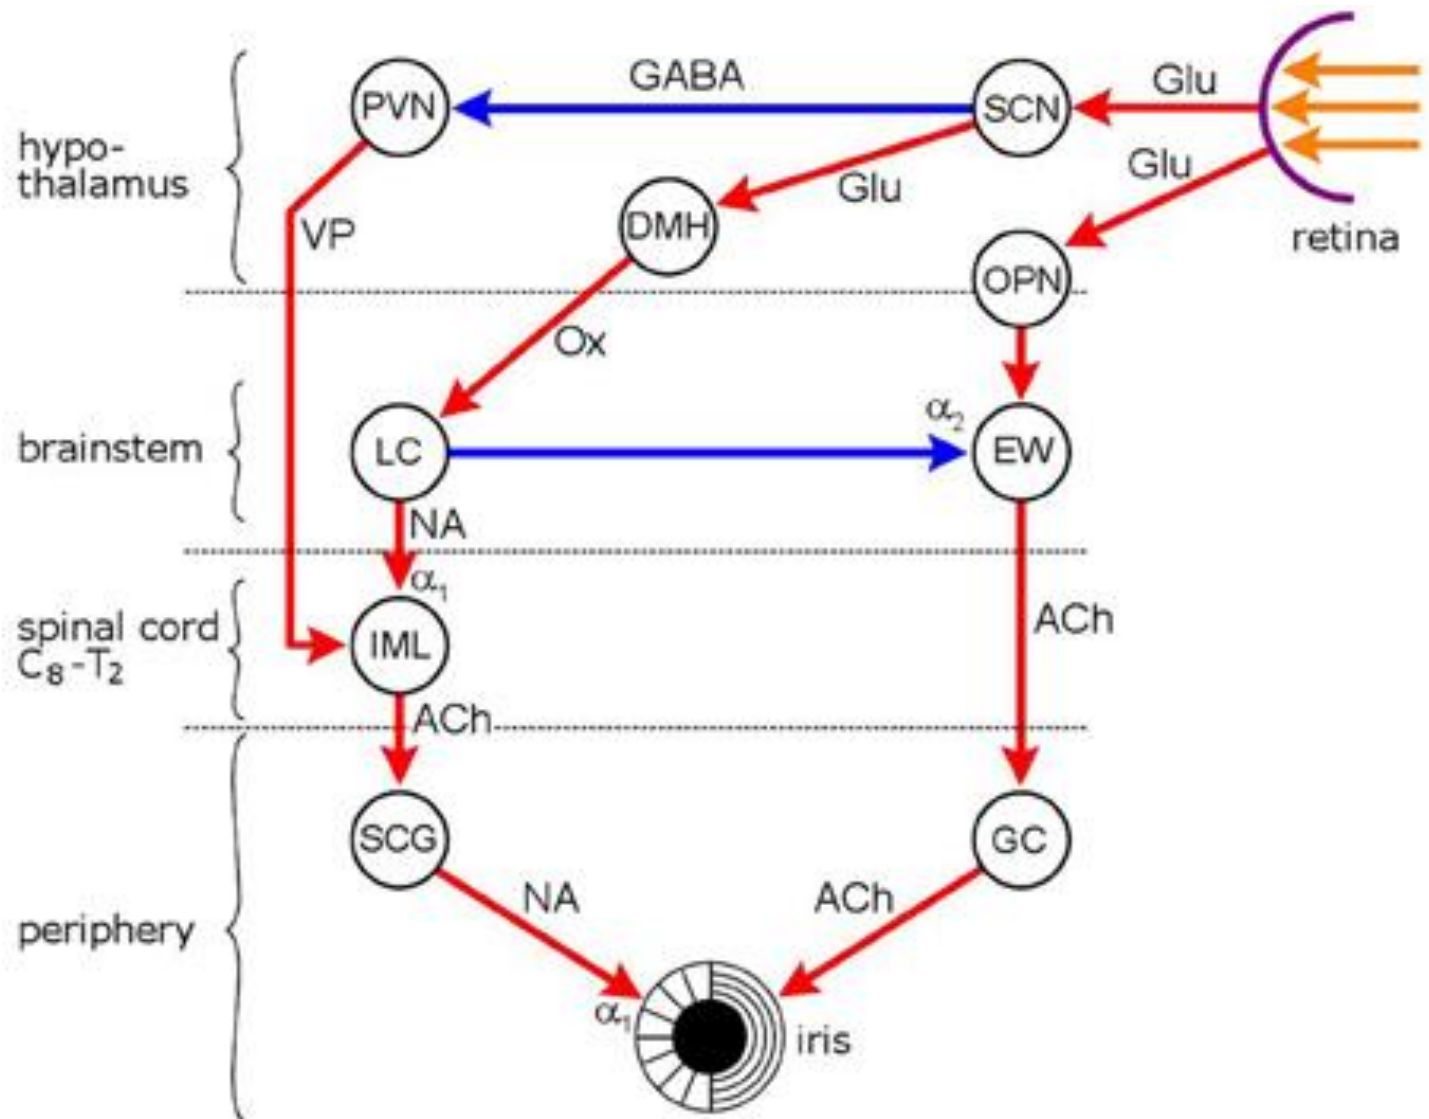 GABA
Glu
PVN
SCN
hypo-
thalamus
Glu
Glu
VP
DMH
retina
OPN
Ox
α₂
brainstem
LC
EW
NA
α₁
spinal cord
C₈-T₂
IML
ACh
ACh
SCG
GC
NA
ACh
periphery
α₁
iris